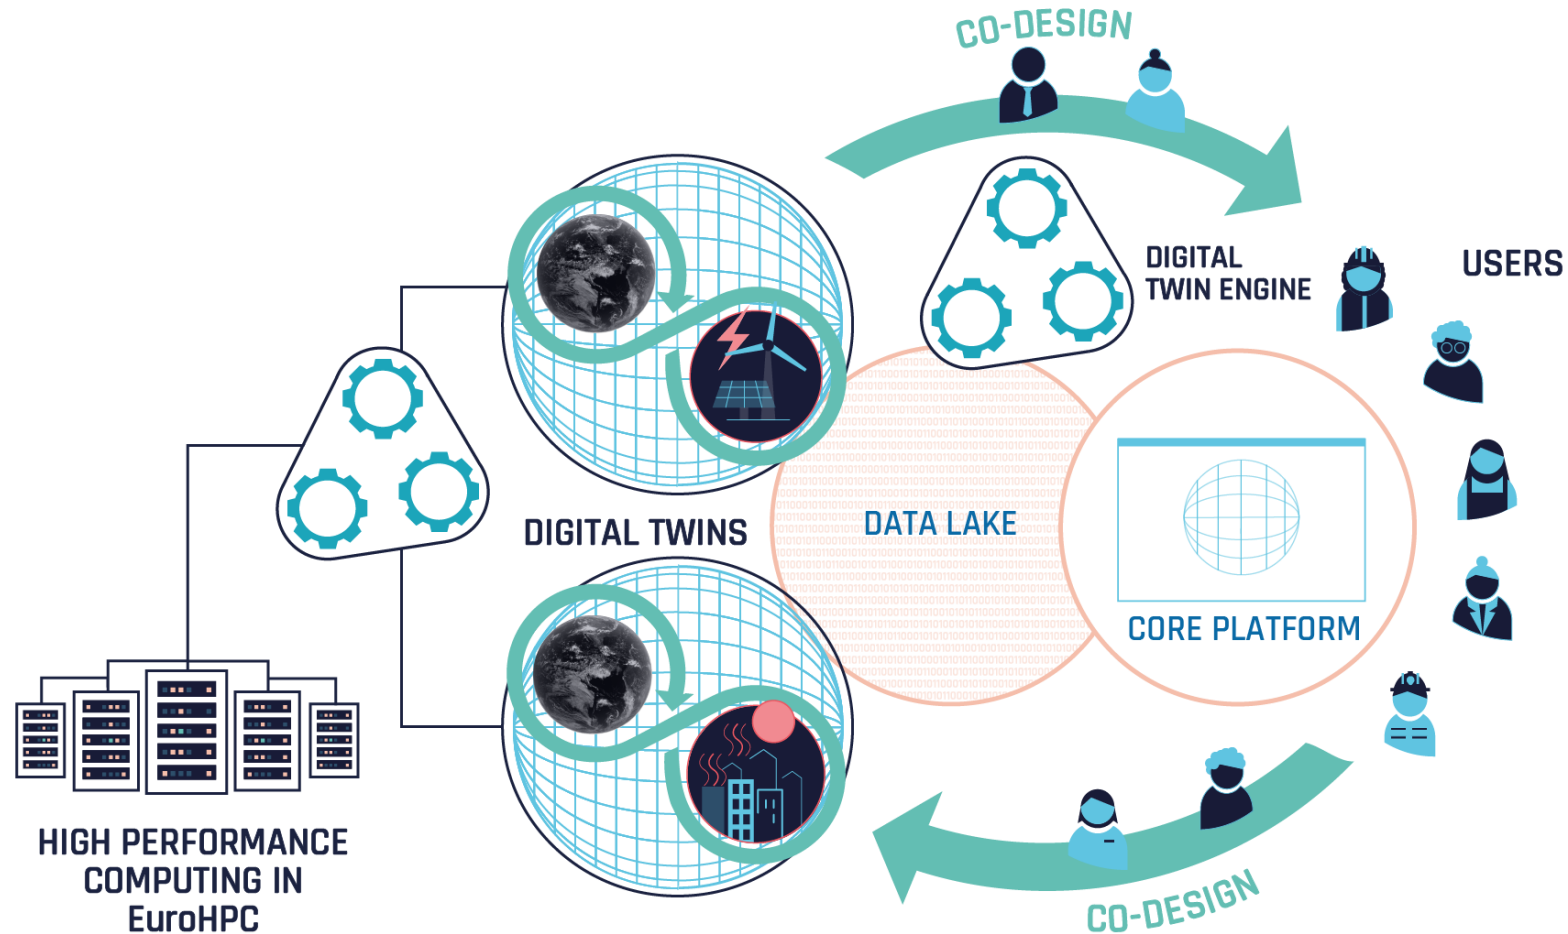 CO-DESIGN
DIGITAL
TWIN ENGINE
USERS
DIGITAL TWINS
DATA LAKE
CORE PLATFORM
HIGH PERFORMANCE
COMPUTING IN
EuroHPC
CO-DESIGN